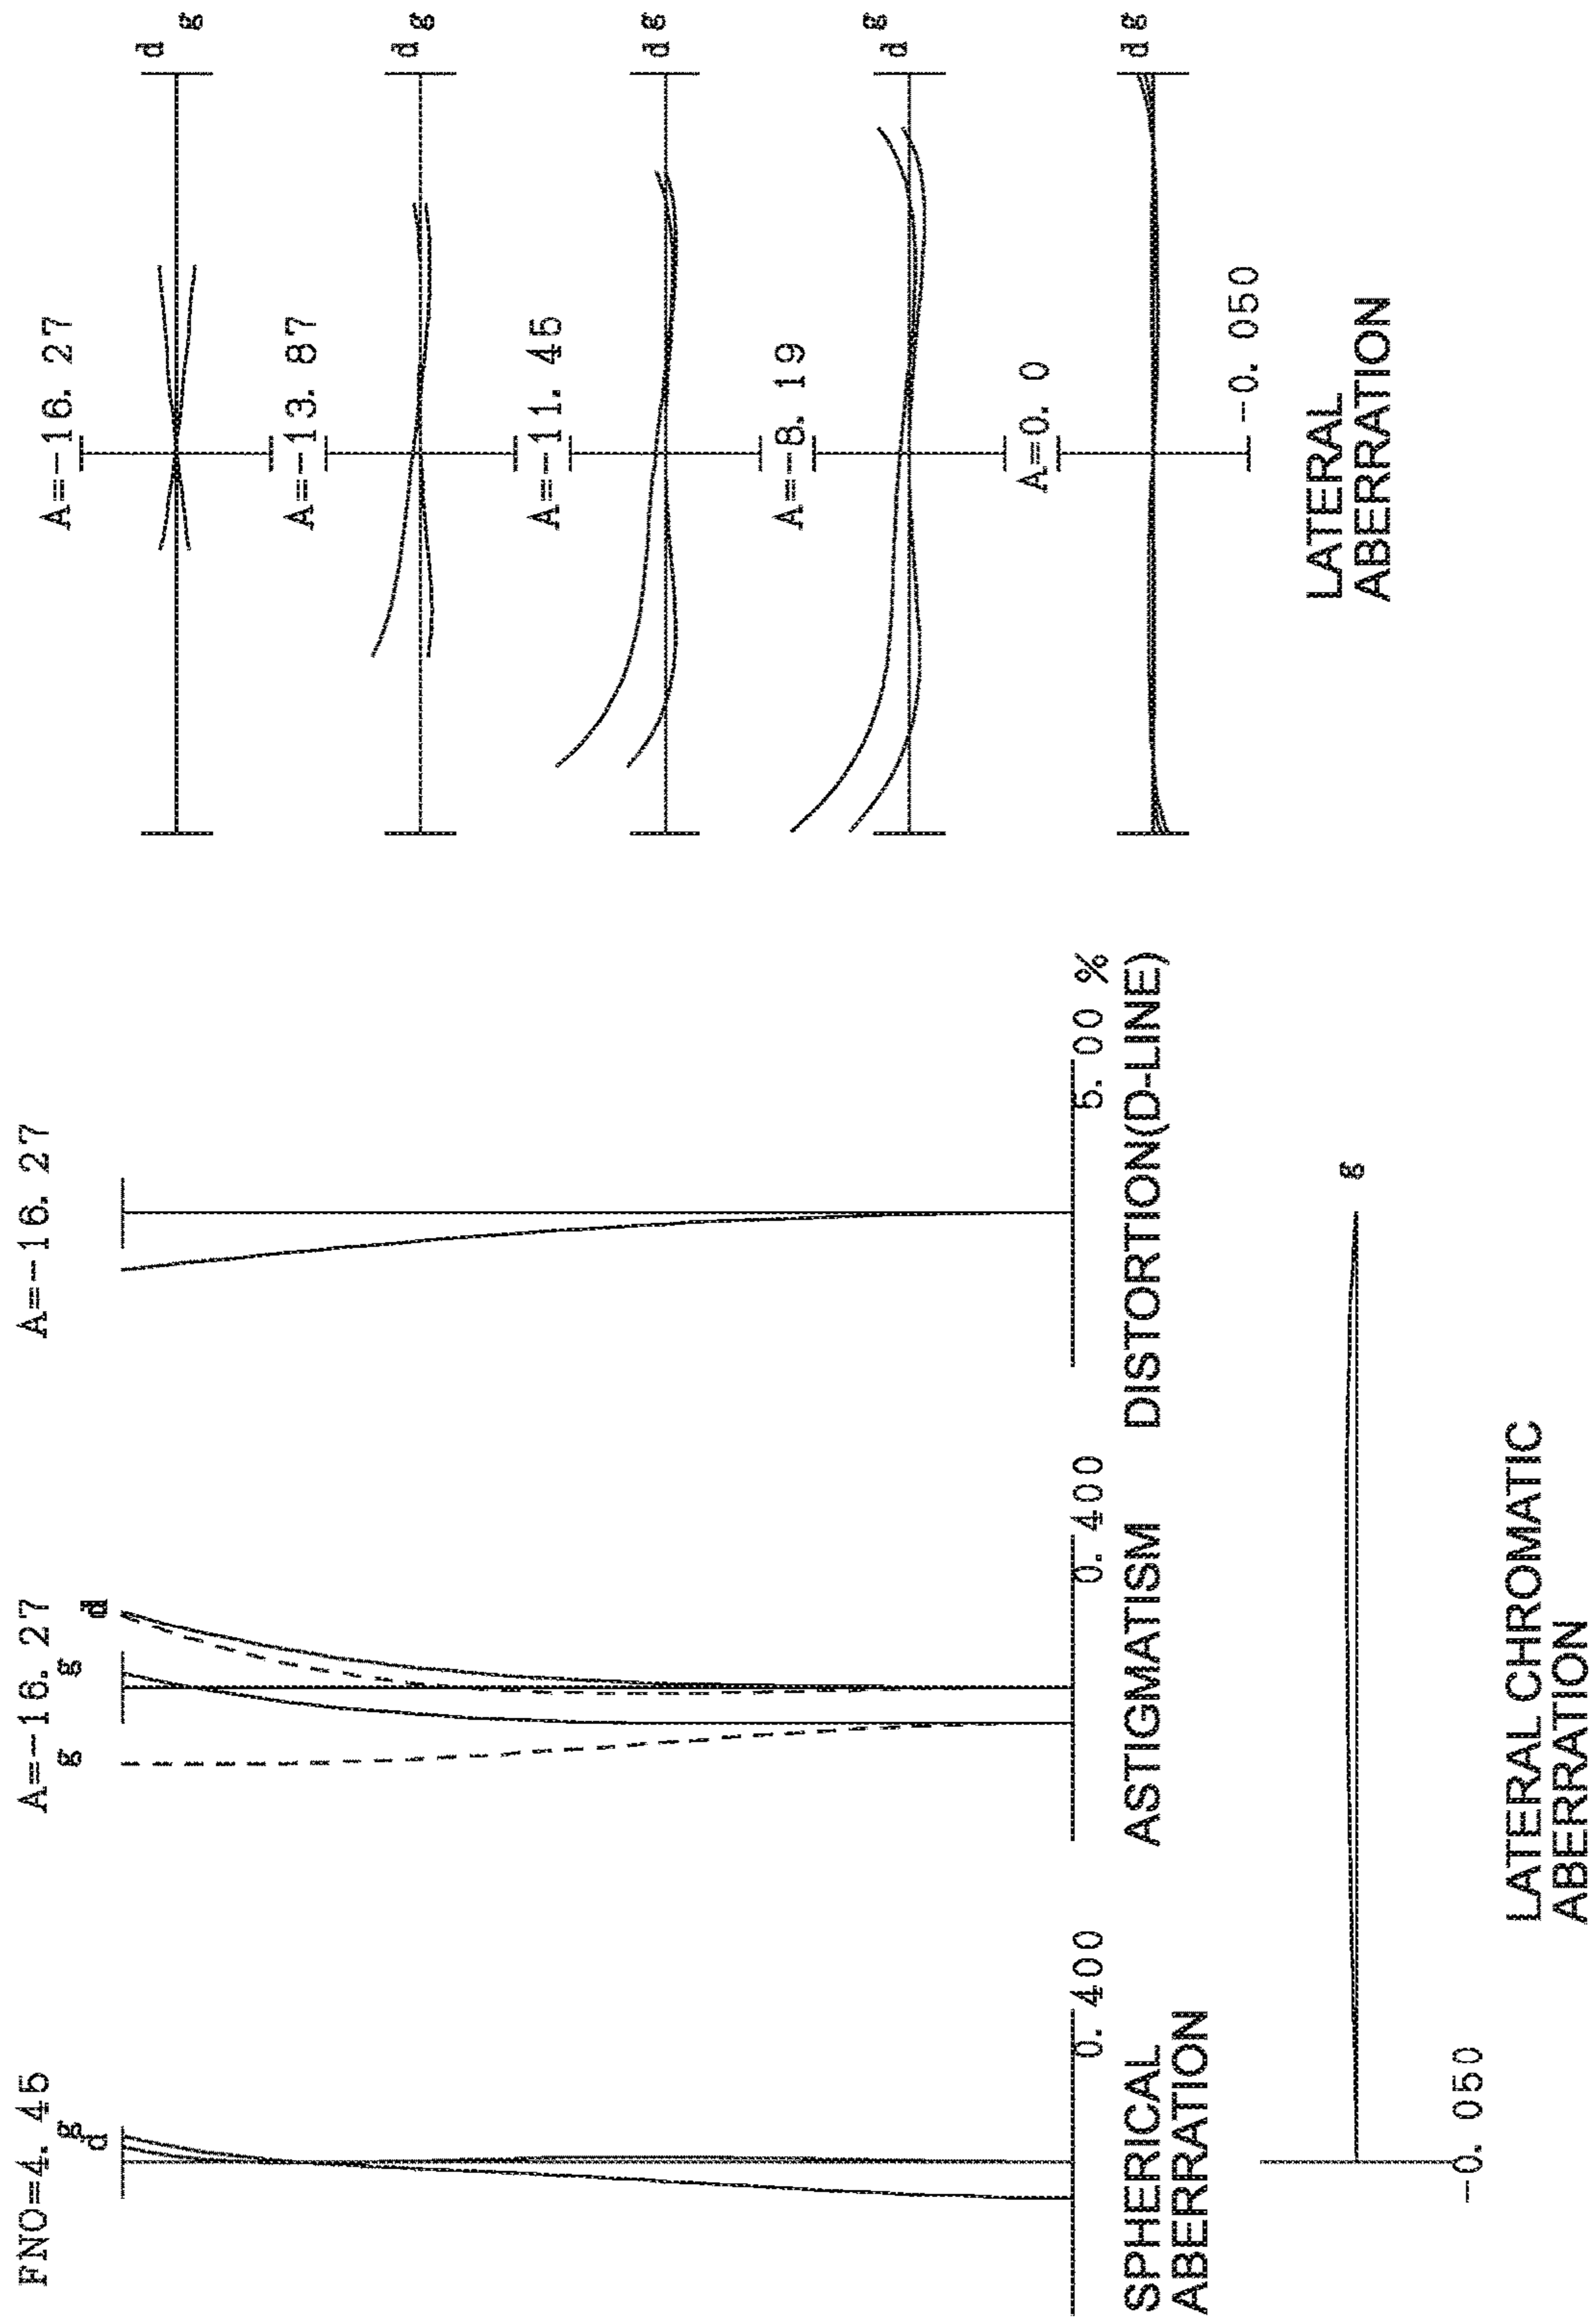 FNO=4. 45
g
d
0. 400
SPHERICAL
ABERRATION
A=-16. 27
g
g
d
0. 400
ASTIGMATISM
A=-16. 27
5. 00 %
DISTORTION(D-LINE)
g
-0. 050
LATERAL CHROMATIC
ABERRATION
A=-16. 27
d
g
A=-13. 87
d
g
A=-11. 45
d
g
A=-8. 19
d
g
A=0. 0
d
g
-0. 050
LATERAL
ABERRATION